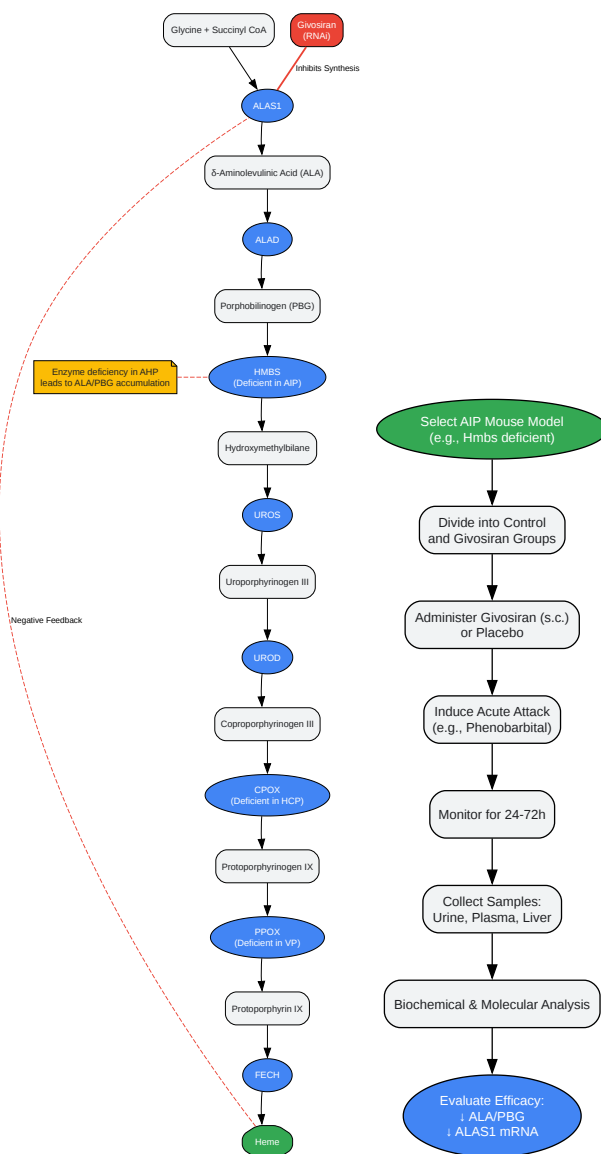 Glycine + Succinyl CoA
Givosiran
(RNAi)
Inhibits Synthesis
ALAS1
δ-Aminolevulinic Acid (ALA)
ALAD
Porphobilinogen (PBG)
Enzyme deficiency in AHP
leads to ALA/PBG accumulation
HMBS
(Deficient in AIP)
Hydroxymethylbilane
UROS
Uroporphyrinogen III
Negative Feedback
UROD
Coproporphyrinogen III
CPOX
(Deficient in HCP)
Protoporphyrinogen IX
PPOX
(Deficient in VP)
Protoporphyrin IX
FECH
Heme
Select AIP Mouse Model
(e.g., Hmbs deficient)
Divide into Control
and Givosiran Groups
Administer Givosiran (s.c.)
or Placebo
Induce Acute Attack
(e.g., Phenobarbital)
Monitor for 24-72h
Collect Samples:
Urine, Plasma, Liver
Biochemical & Molecular Analysis
Evaluate Efficacy:
↓ ALA/PBG
↓ ALAS1 mRNA